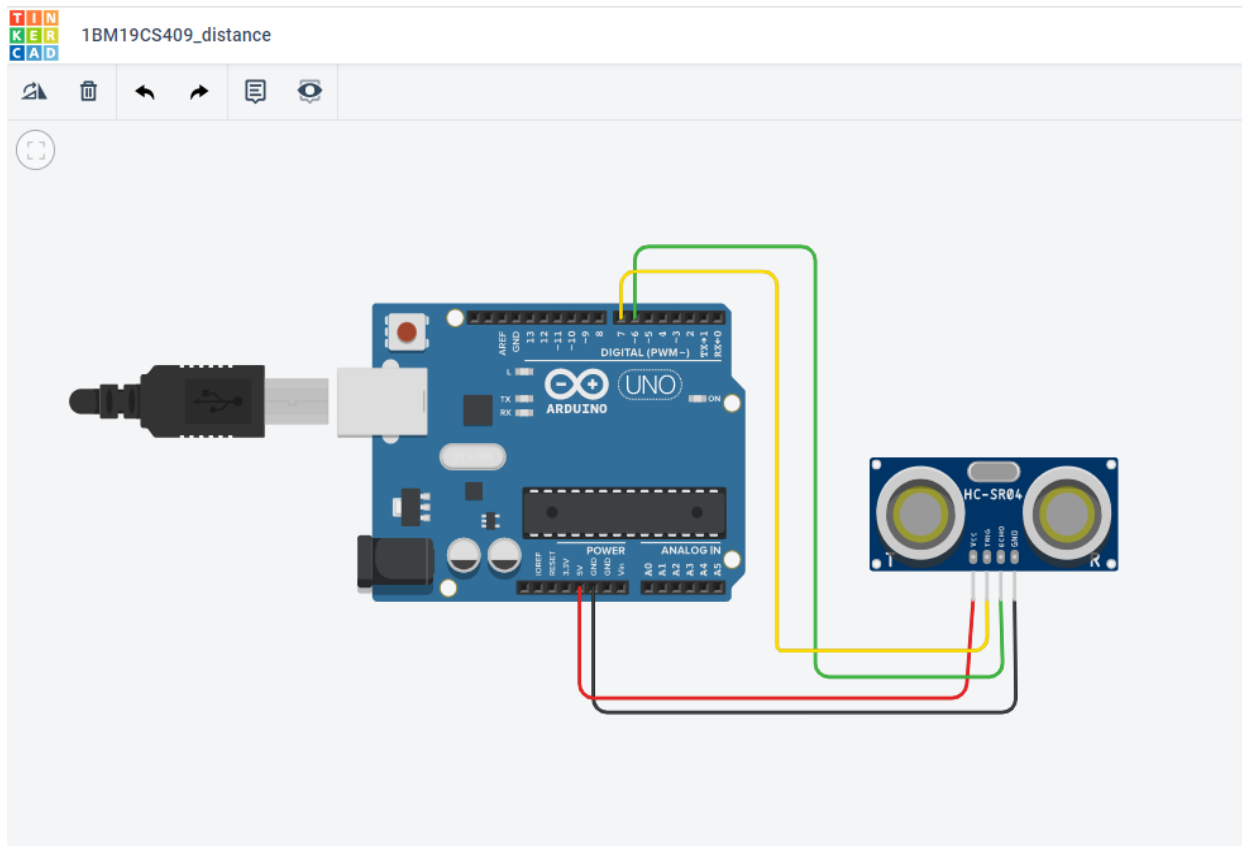 TIN
KER
CAD
1BM19CS409_distance
AREF
GND
13
12
~11
~10
~9
8
7
~6
~5
4
~3
2
TX→1
RX←0
DIGITAL (PWM~)
L
TX
RX
ARDUINO
UNO
ON
IOREF
RESET
3.3V
5V
GND
GND
Vin
POWER
ANALOG IN
A0
A1
A2
A3
A4
A5
HC-SR04
VCC
TRIG
ECHO
GND
T
R